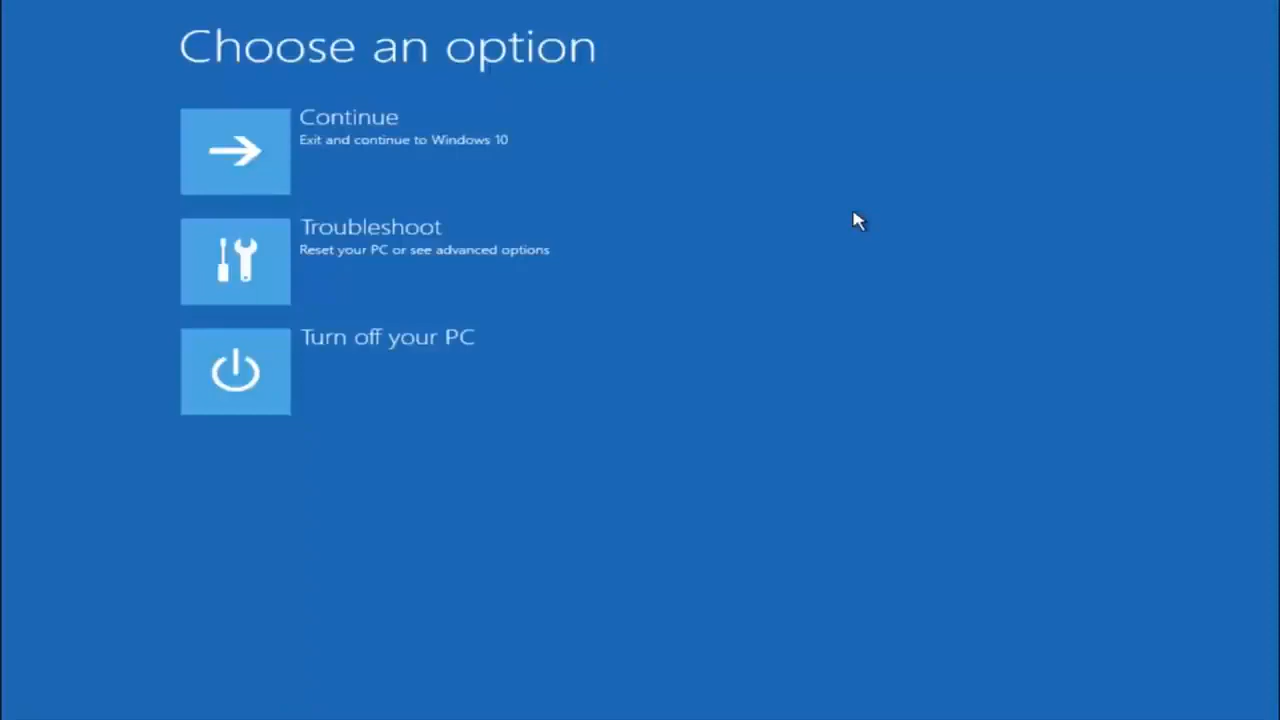 Choose an option
Continue
Exit and continue to Windows 10
Troubleshoot
Reset your PC or see advanced options
Turn off your PC